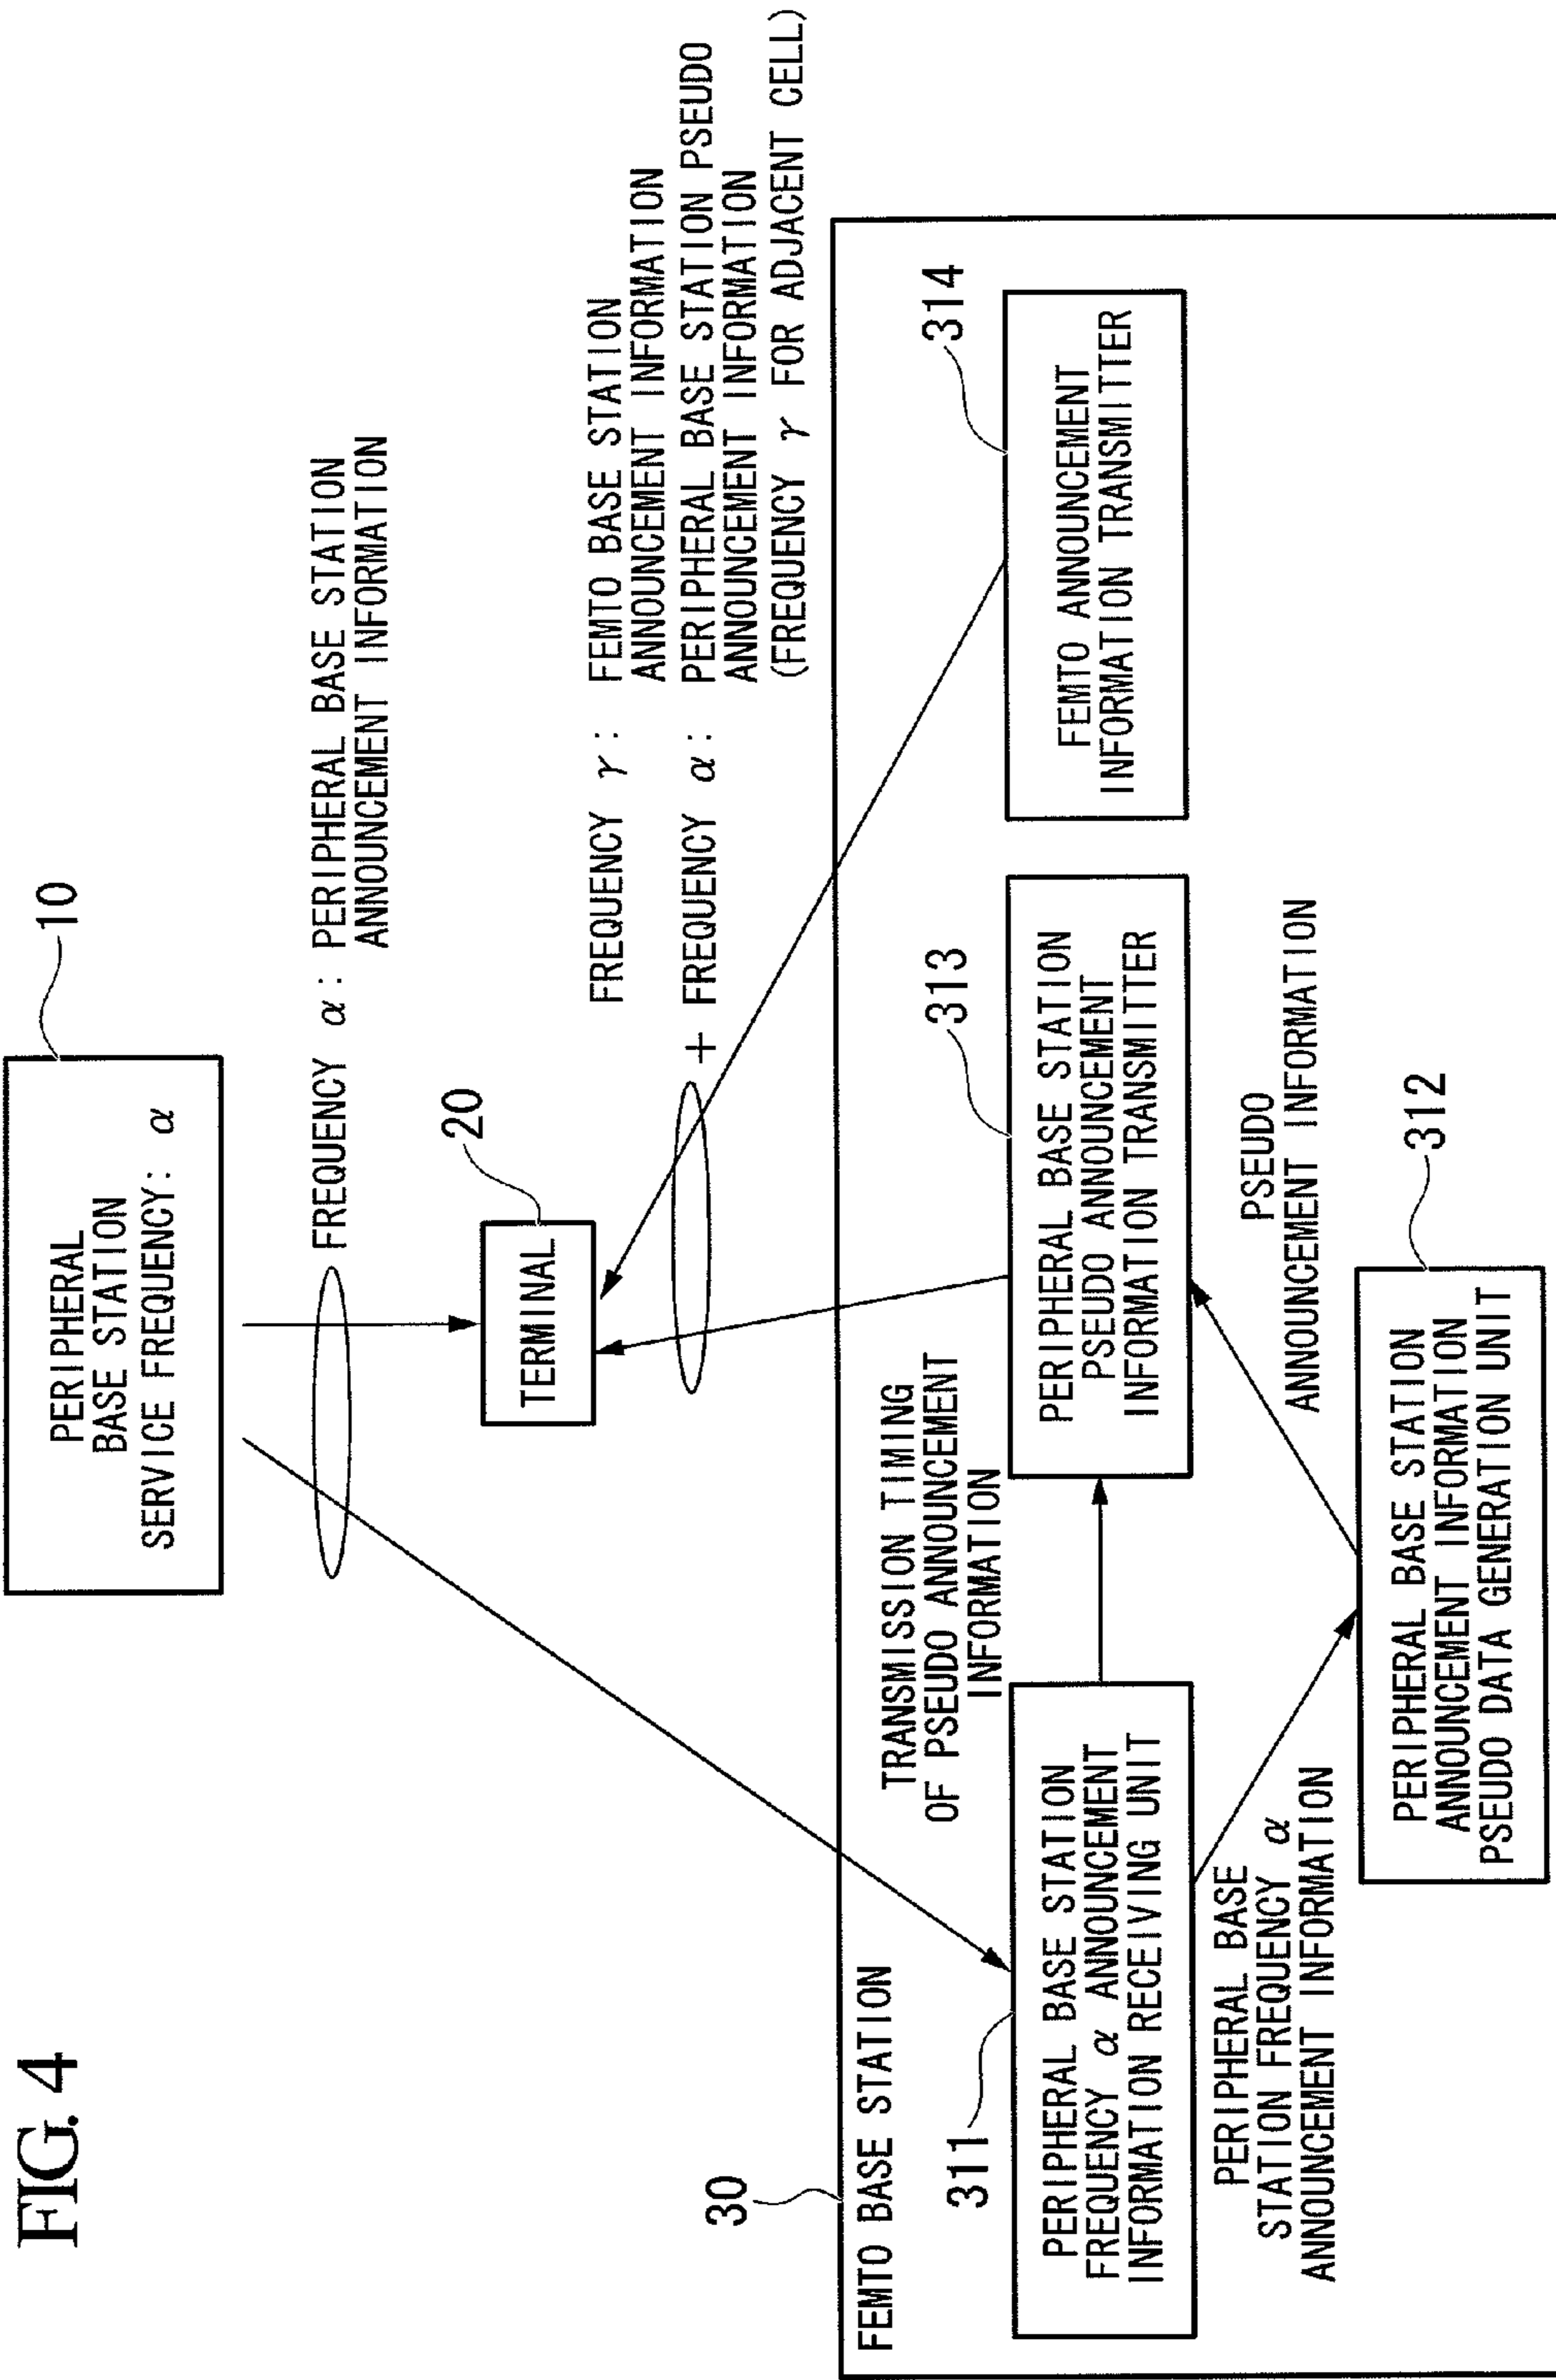 FIG. 4
PERIPHERAL
BASE STATION
SERVICE FREQUENCY: α
10
FREQUENCY α: PERIPHERAL BASE STATION
ANNOUNCEMENT INFORMATION
20
TERMINAL
FREQUENCY γ: FEMTO BASE STATION
ANNOUNCEMENT INFORMATION
+ FREQUENCY α: PERIPHERAL BASE STATION PSEUDO
ANNOUNCEMENT INFORMATION
(FREQUENCY γ FOR ADJACENT CELL)
30
FEMTO BASE STATION
TRANSMISSION TIMING
OF PSEUDO ANNOUNCEMENT
INFORMATION
311
PERIPHERAL BASE STATION
FREQUENCY α ANNOUNCEMENT
INFORMATION RECEIVING UNIT
313
PERIPHERAL BASE STATION
PSEUDO ANNOUNCEMENT
INFORMATION TRANSMITTER
314
FEMTO ANNOUNCEMENT
INFORMATION TRANSMITTER
PERIPHERAL BASE
STATION FREQUENCY α
ANNOUNCEMENT INFORMATION
PSEUDO
ANNOUNCEMENT INFORMATION
312
PERIPHERAL BASE STATION
ANNOUNCEMENT INFORMATION
PSEUDO DATA GENERATION UNIT